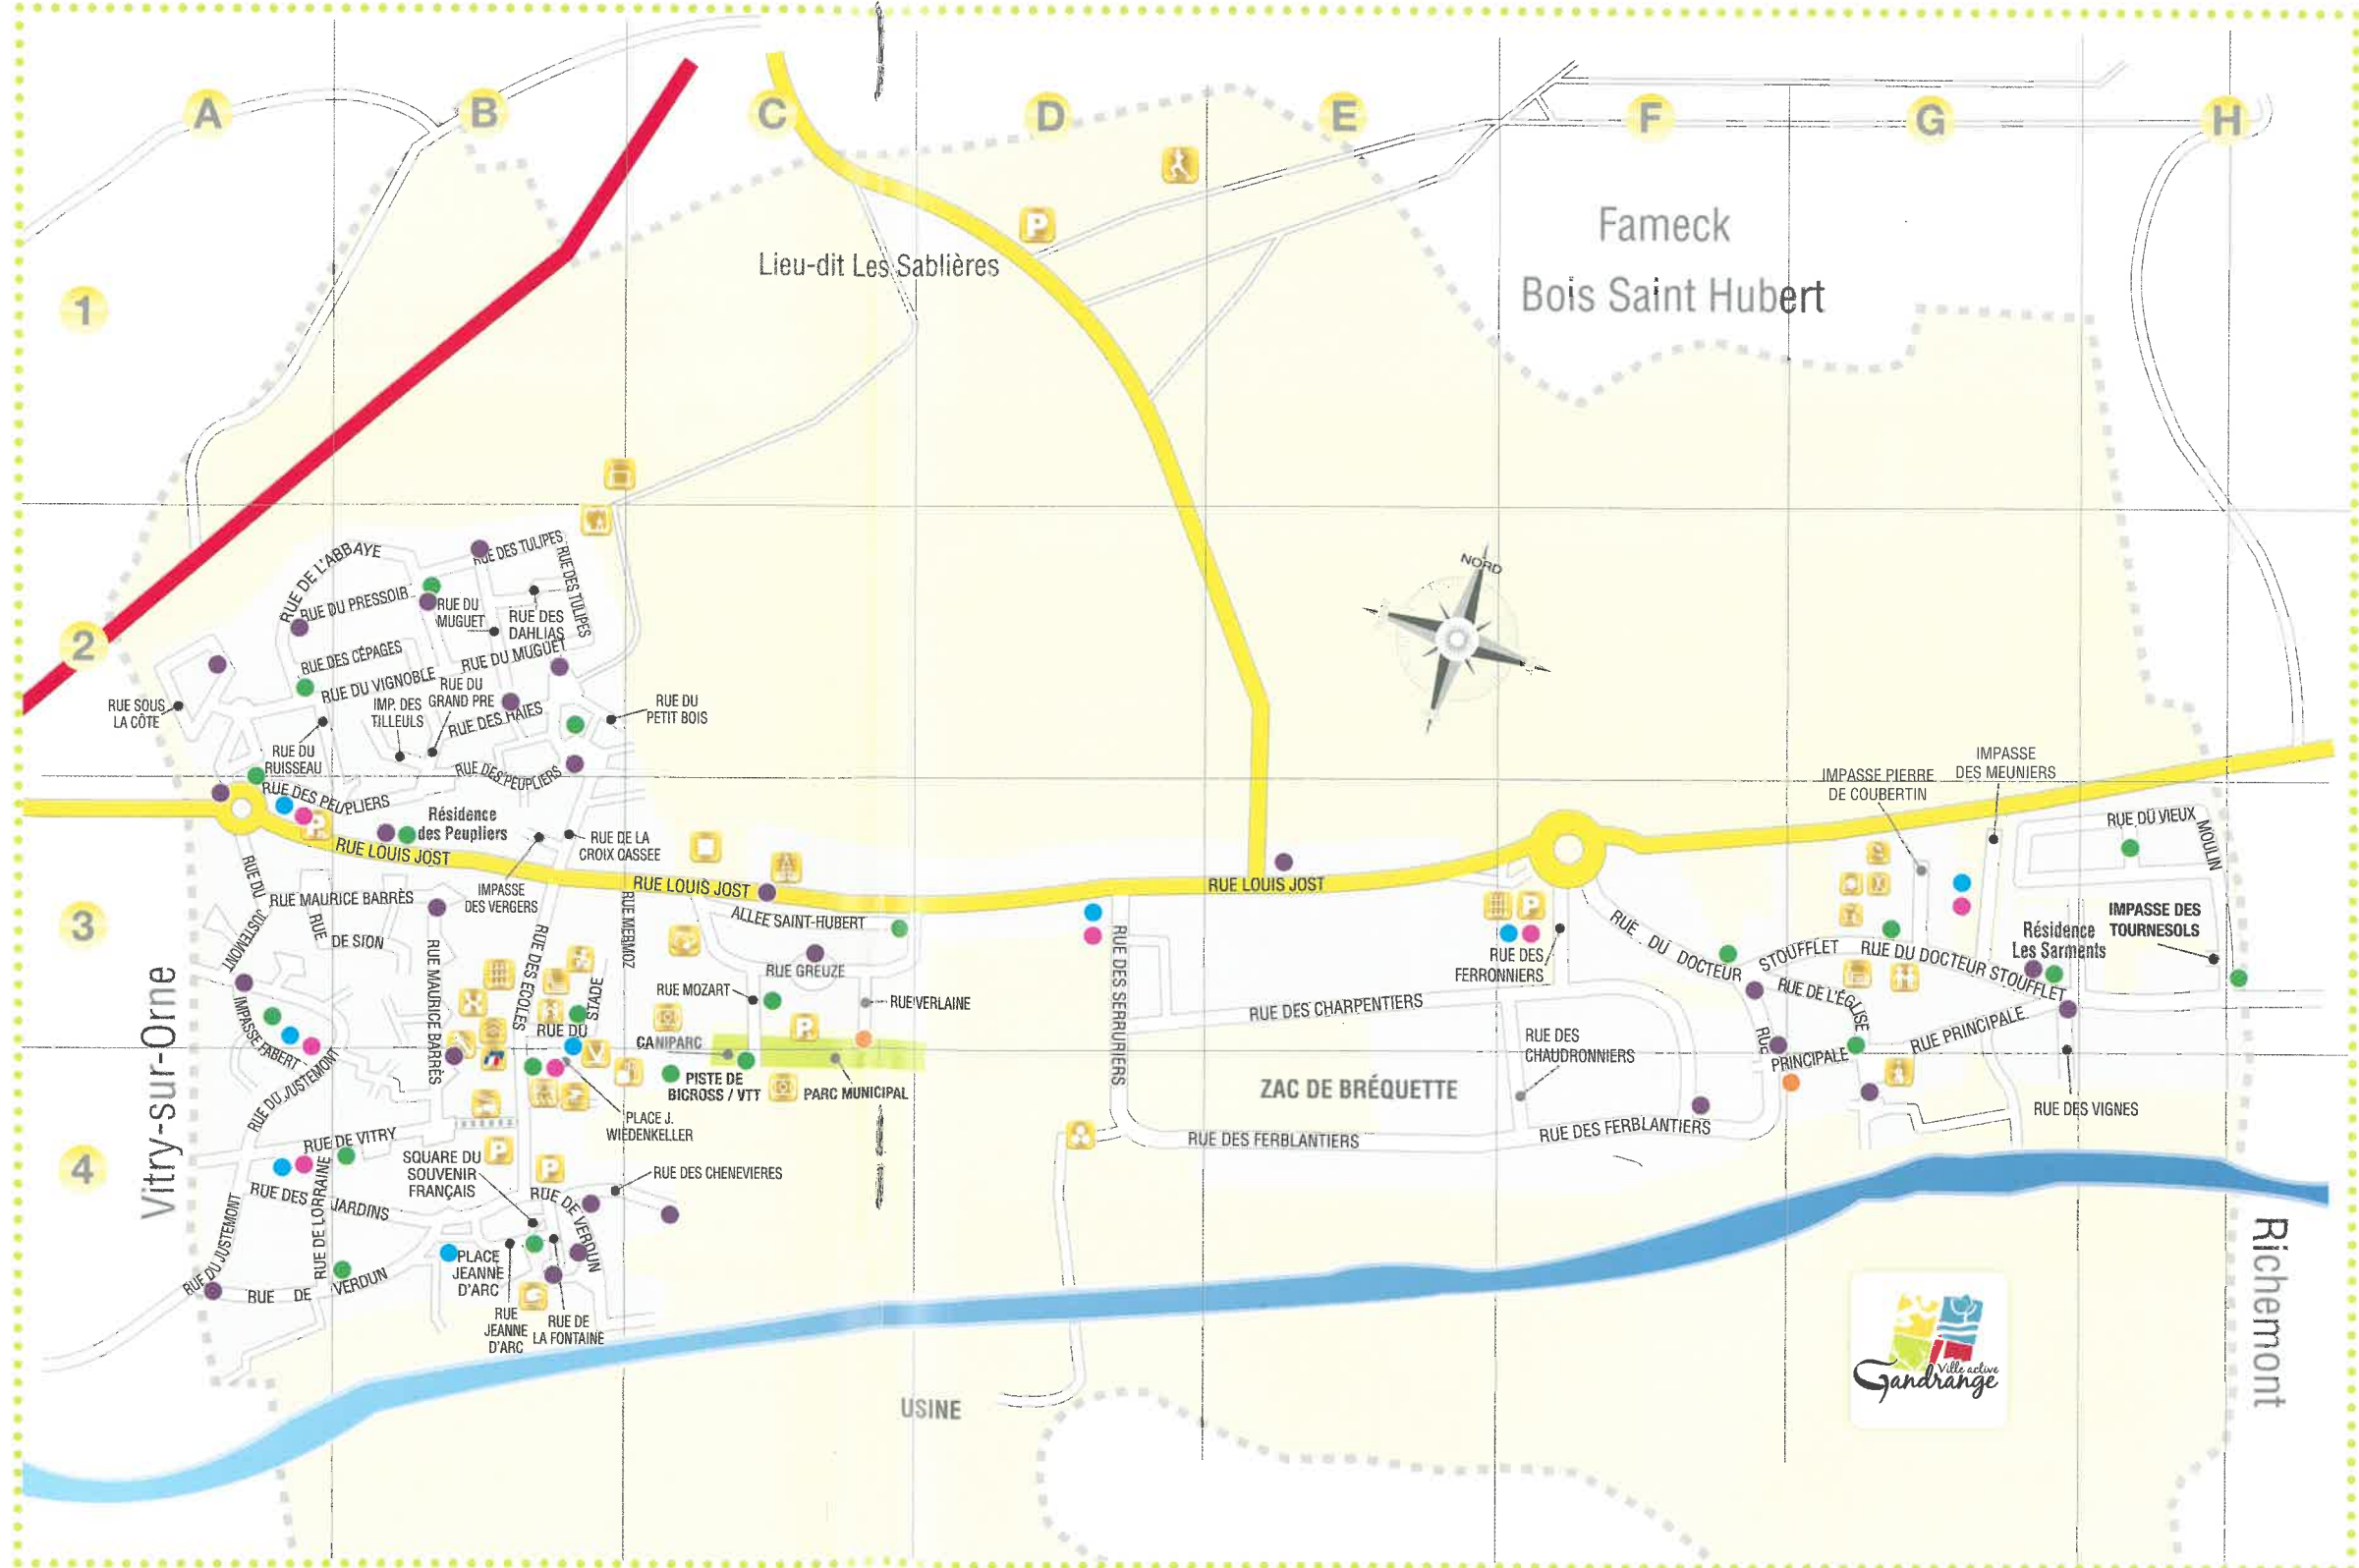 A
B
C
D
E
F
G
H
1
2
3
4
Fameck
Bois Saint Hubert
Lieu-dit Les Sablières
NORD
RUE DE L'ABBAYE
RUE DES TULIPES
RUE DES TULIPES
RUE DU PRESSOIR
RUE DU
MUGUET
RUE DES
DAHLIAS
RUE DES CÉPAGES
RUE DU MUGUET
RUE DU VIGNOBLE
RUE DU
GRAND PRE
IMP. DES
TILLEULS
RUE DES HAIES
RUE SOUS
LA CÔTE
RUE DU
PETIT BOIS
RUE DU
RUISSEAU
RUE DES PEUPLIERS
RUE DES PEUPLIERS
Résidence
des Peupliers
RUE LOUIS JOST
RUE DE LA
CROIX CASSEE
IMPASSE
DES VERGERS
RUE LOUIS JOST
RUE LOUIS JOST
RUE DU JUSTEMONT
RUE MAURICE BARRÈS
RUE
DE SION
RUE MAURICE BARRÈS
RUE DES ECOLES
RUE MERMOZ
ALLEE SAINT-HUBERT
RUE GREUZE
RUE MOZART
RUE VERLAINE
RUE DU STADE
CANIPARC
PISTE DE
BICROSS / VTT
PARC MUNICIPAL
PLACE J.
WIEDENKELLER
IMPASSE FABERT
RUE DU JUSTEMONT
Vitry-sur-Orne
RUE DE VITRY
RUE DE LORRAINE
RUE DES JARDINS
RUE DU JUSTEMONT
RUE DE VERDUN
SQUARE DU
SOUVENIR
FRANÇAIS
RUE DES CHENEVIERES
RUE DE VERDUN
PLACE
JEANNE
D'ARC
RUE
JEANNE
D'ARC
RUE DE
LA FONTAINE
USINE
RUE DES SERRURIERS
RUE DES CHARPENTIERS
RUE DES
FERRONNIERS
RUE DES
CHAUDRONNIERS
ZAC DE BRÉQUETTE
RUE DES FERBLANTIERS
RUE DES FERBLANTIERS
IMPASSE PIERRE
DE COUBERTIN
IMPASSE
DES MEUNIERS
RUE DU VIEUX MOULIN
RUE DU DOCTEUR STOUFFLET
RUE DU DOCTEUR STOUFFLET
Résidence
Les Sarments
IMPASSE DES
TOURNESOLS
RUE DE L'ÉGLISE
RUE PRINCIPALE
RUE PRINCIPALE
RUE DES VIGNES
Richemont
Ville active
Gandrange
P
P
P
P
P
P